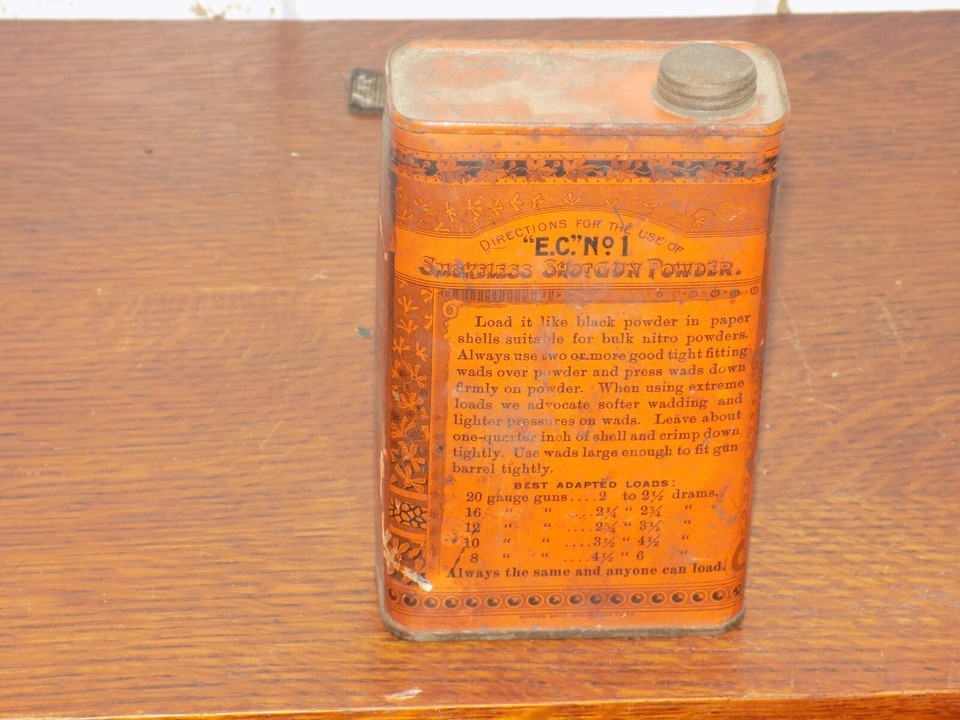 DIRECTIONS FOR THE USE OF
"E.C." No 1
SMOKELESS SHOTGUN POWDER.
Load it like black powder in paper
shells suitable for bulk nitro powders.
Always use two or more good tight fitting
wads over powder and press wads down
firmly on powder. When using extreme
loads we advocate softer wadding and
lighter pressures on wads. Leave about
one-quarter inch of shell and crimp down
tightly. Use wads large enough to fit gun
barrel tightly.
BEST ADAPTED LOADS:
20 gauge guns....2 to 2½ drams.
16 " " ....2¼ " 2¾ "
12 " " ....2¾ " 3½ "
10 " " ....3½ " 4½ "
8 " " ....4½ " 6 "
Always the same and anyone can load.